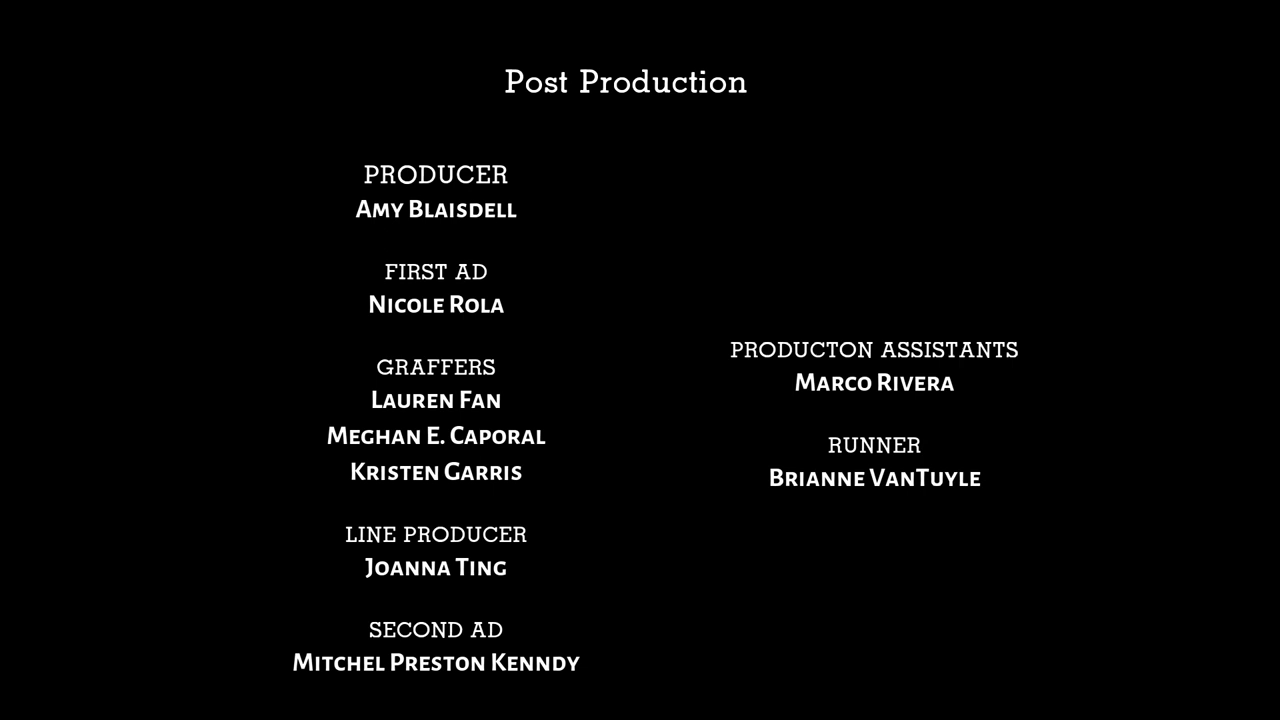 Post Production
PRODUCER
Amy Blaisdell
FIRST AD
Nicole Rola
GRAFFERS
Lauren Fan
Meghan E. Caporal
Kristen Garris
LINE PRODUCER
Joanna Ting
SECOND AD
Mitchel Preston Kenndy
PRODUCTON ASSISTANTS
Marco Rivera
RUNNER
Brianne VanTuyle